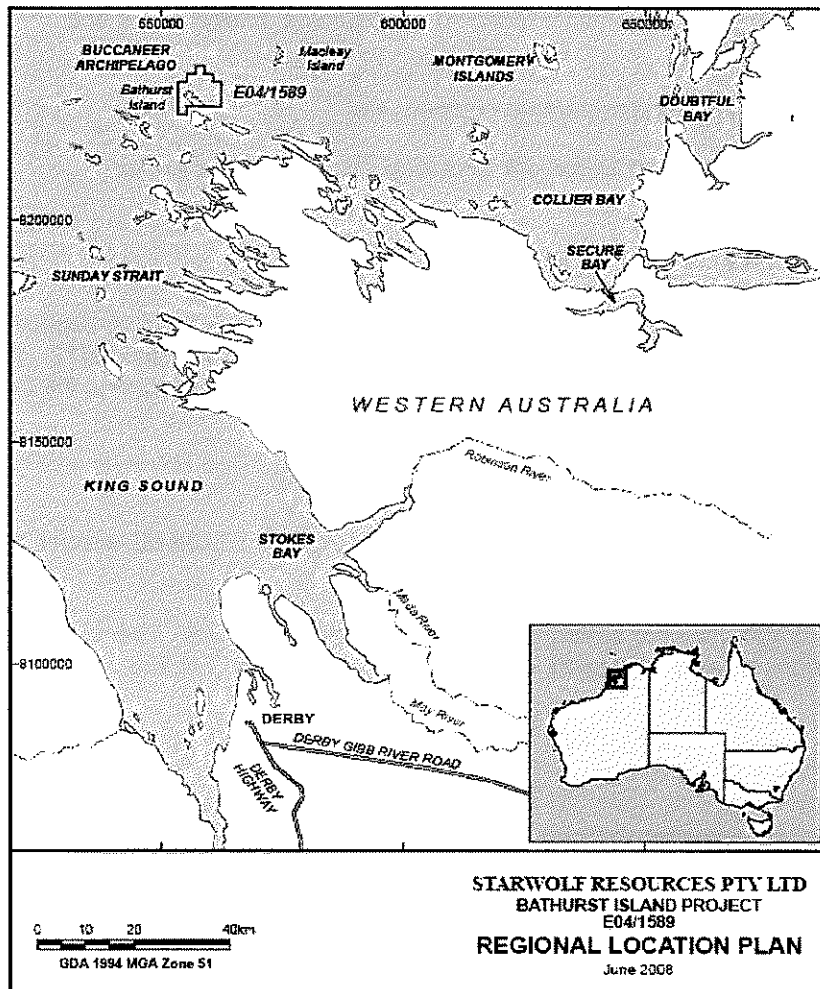 550000 600000 650000
BUCCANEER
ARCHIPELAGO
Macleay
Island
MONTGOMERY
ISLANDS
Bathurst
Island
E04/1589
DOUBTFUL
BAY
8200000
COLLIER BAY
SECURE
BAY
SUNDAY STRAIT
WESTERN AUSTRALIA
8150000
Robinson
River
KING SOUND
STOKES
BAY
Meda River
8100000
May River
DERBY
DERBY GIBB RIVER ROAD
DERBY
HIGHWAY
STARWOLF RESOURCES PTY LTD
BATHURST ISLAND PROJECT
E04/1589
REGIONAL LOCATION PLAN
June 2008
0 10 20 40km
GDA 1994 MGA Zone 51